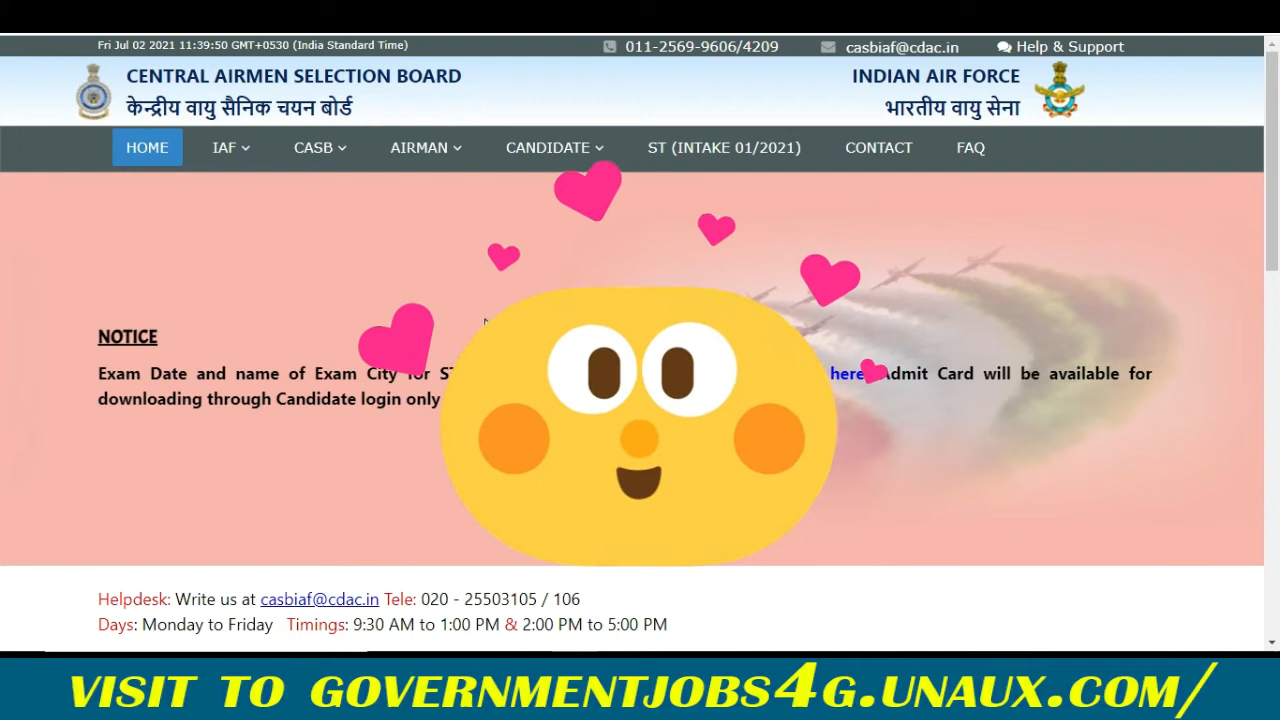 Fri Jul 02 2021 11:39:50 GMT+0530 (India Standard Time)
011-2569-9606/4209
casbiaf@cdac.in
Help & Support
CENTRAL AIRMEN SELECTION BOARD
केन्द्रीय वायु सैनिक चयन बोर्ड
INDIAN AIR FORCE
भारतीय वायु सेना
HOME IAF CASB AIRMAN CANDIDATE ST (INTAKE 01/2021) CONTACT FAQ
NOTICE
Exam Date and name of Exam City for here Admit Card will be available for
downloading through Candidate login only
Helpdesk: Write us at casbiaf@cdac.in Tele: 020 - 25503105 / 106
Days: Monday to Friday Timings: 9:30 AM to 1:00 PM & 2:00 PM to 5:00 PM
VISIT TO GOVERNMENTJOBS4G.UNAUX.COM/